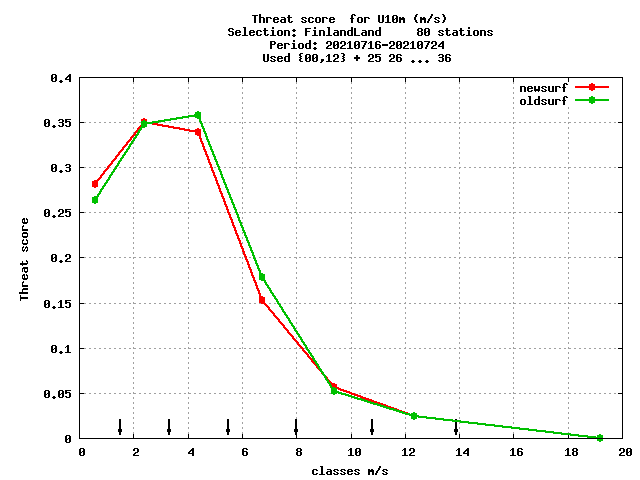 Threat score  for U10m (m/s)
Selection: FinlandLand     80 stations
Period: 20210716-20210724
Used {00,12} + 25 26 ... 36
0.4
0.35
0.3
0.25
0.2
0.15
0.1
0.05
0
Threat score
newsurf
oldsurf
0 2 4 6 8 10 12 14 16 18 20
classes m/s